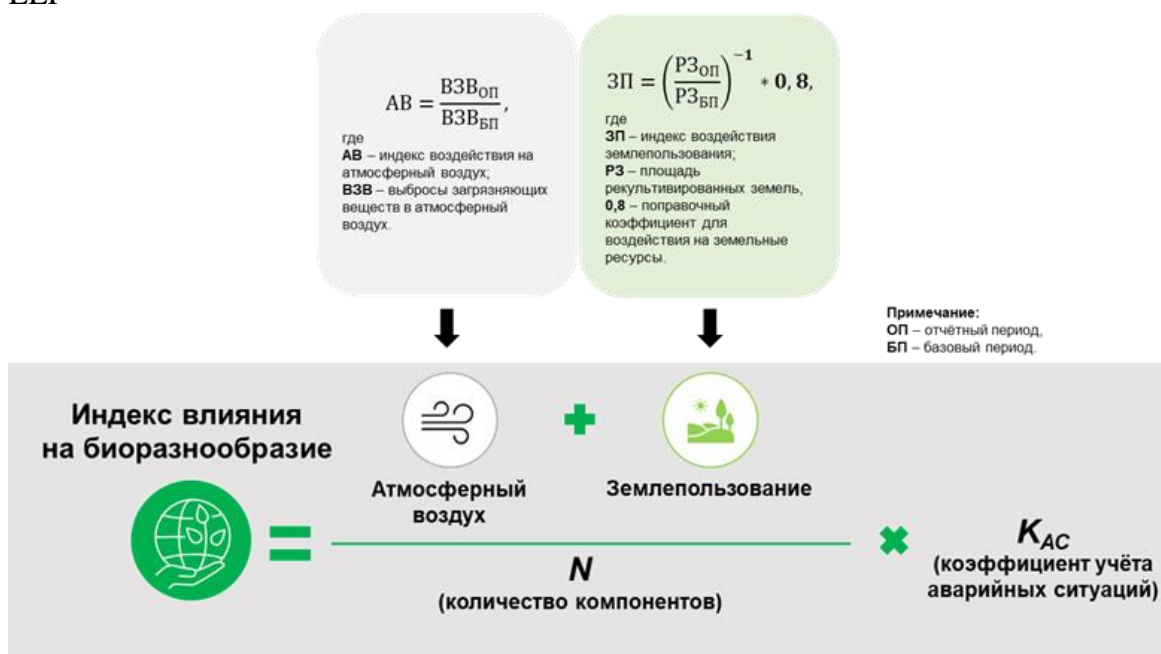 АВ = ВЗВ_ОП / ВЗВ_БП,
где
АВ – индекс воздействия на
атмосферный воздух;
ВЗВ – выбросы загрязняющих
веществ в атмосферный
воздух.
ЗП = (РЗ_ОП / РЗ_БП)^−1 * 0,8,
где
ЗП – индекс воздействия
землепользования;
РЗ – площадь
рекультивированных земель,
0,8 – поправочный
коэффициент для
воздействия на земельные
ресурсы.
Примечание:
ОП – отчётный период,
БП – базовый период.
Индекс влияния
на биоразнообразие
=
Атмосферный
воздух
+
Землепользование
N
(количество компонентов)
×
K_AC
(коэффициент учёта
аварийных ситуаций)